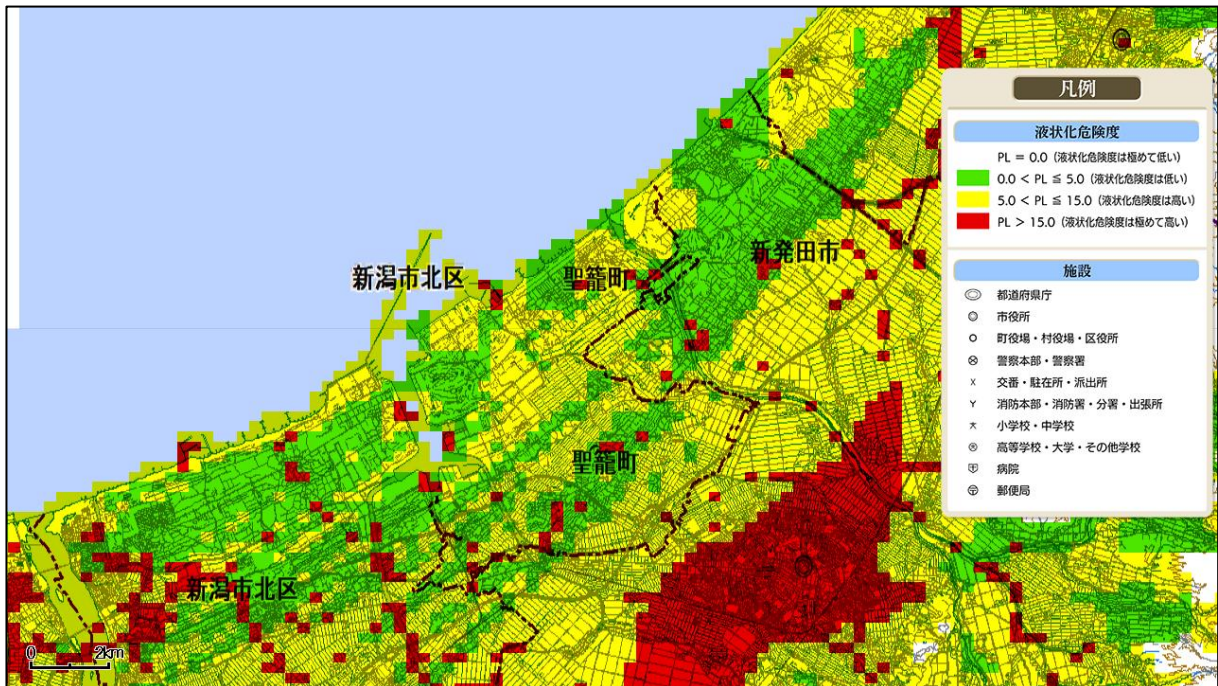 新潟市北区
聖籠町
新発田市
聖籠町
新潟市北区
0 2km
凡例
液状化危険度
PL = 0.0 (液状化危険度は極めて低い)
0.0 < PL ≦ 5.0 (液状化危険度は低い)
5.0 < PL ≦ 15.0 (液状化危険度は高い)
PL > 15.0 (液状化危険度は極めて高い)
施設
都道府県庁
市役所
町役場・村役場・区役所
警察本部・警察署
交番・駐在所・派出所
消防本部・消防署・分署・出張所
小学校・中学校
高等学校・大学・その他学校
病院
郵便局